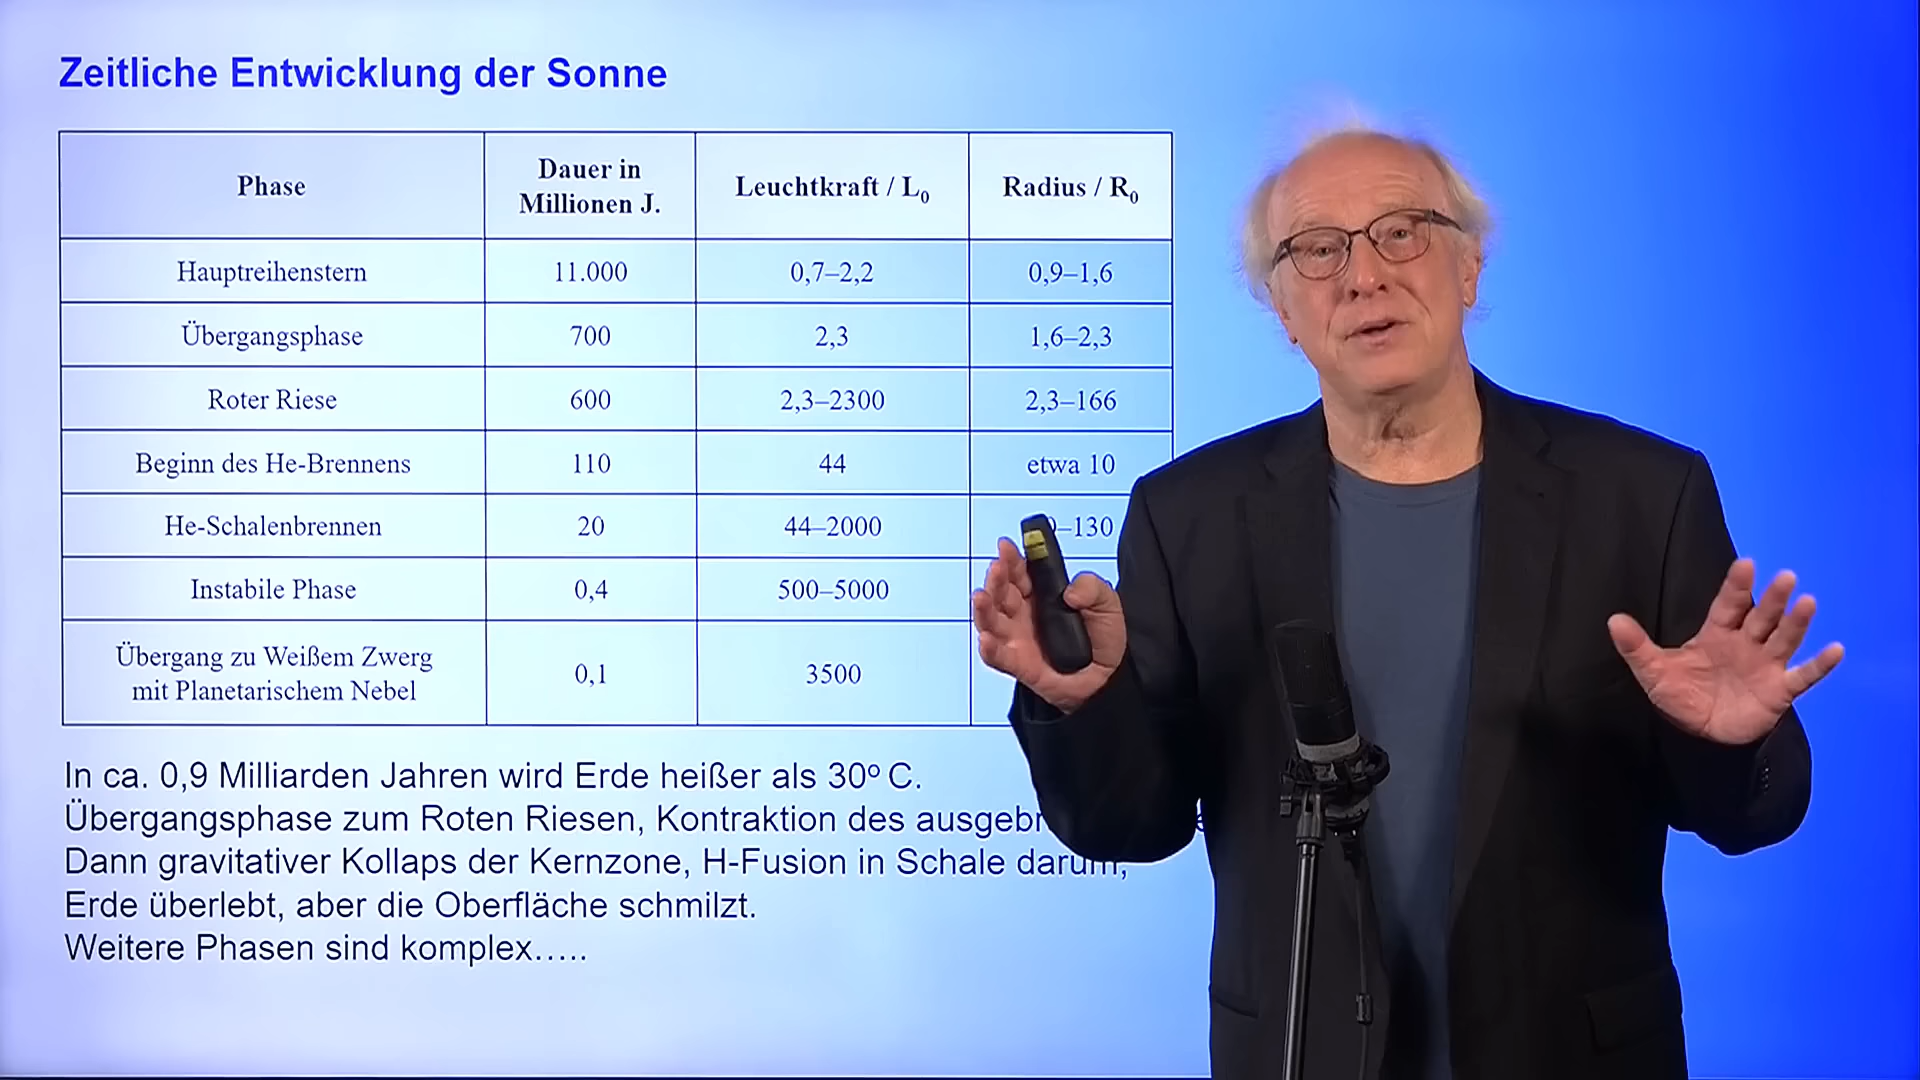 Zeitliche Entwicklung der Sonne
Phase
Dauer in
Millionen J.
Leuchtkraft / L0
Radius / R0
Hauptreihenstern 11.000 0,7–2,2 0,9–1,6
Übergangsphase 700 2,3 1,6–2,3
Roter Riese 600 2,3–2300 2,3–166
Beginn des He-Brennens 110 44 etwa 10
He-Schalenbrennen 20 44–2000 –130
Instabile Phase 0,4 500–5000
Übergang zu Weißem Zwerg
mit Planetarischem Nebel
0,1 3500
In ca. 0,9 Milliarden Jahren wird Erde heißer als 30º C.
Übergangsphase zum Roten Riesen, Kontraktion des
Dann gravitativer Kollaps der Kernzone, H-Fusion in Schale darum,
Erde überlebt, aber die Oberfläche schmilzt.
Weitere Phasen sind komplex…..